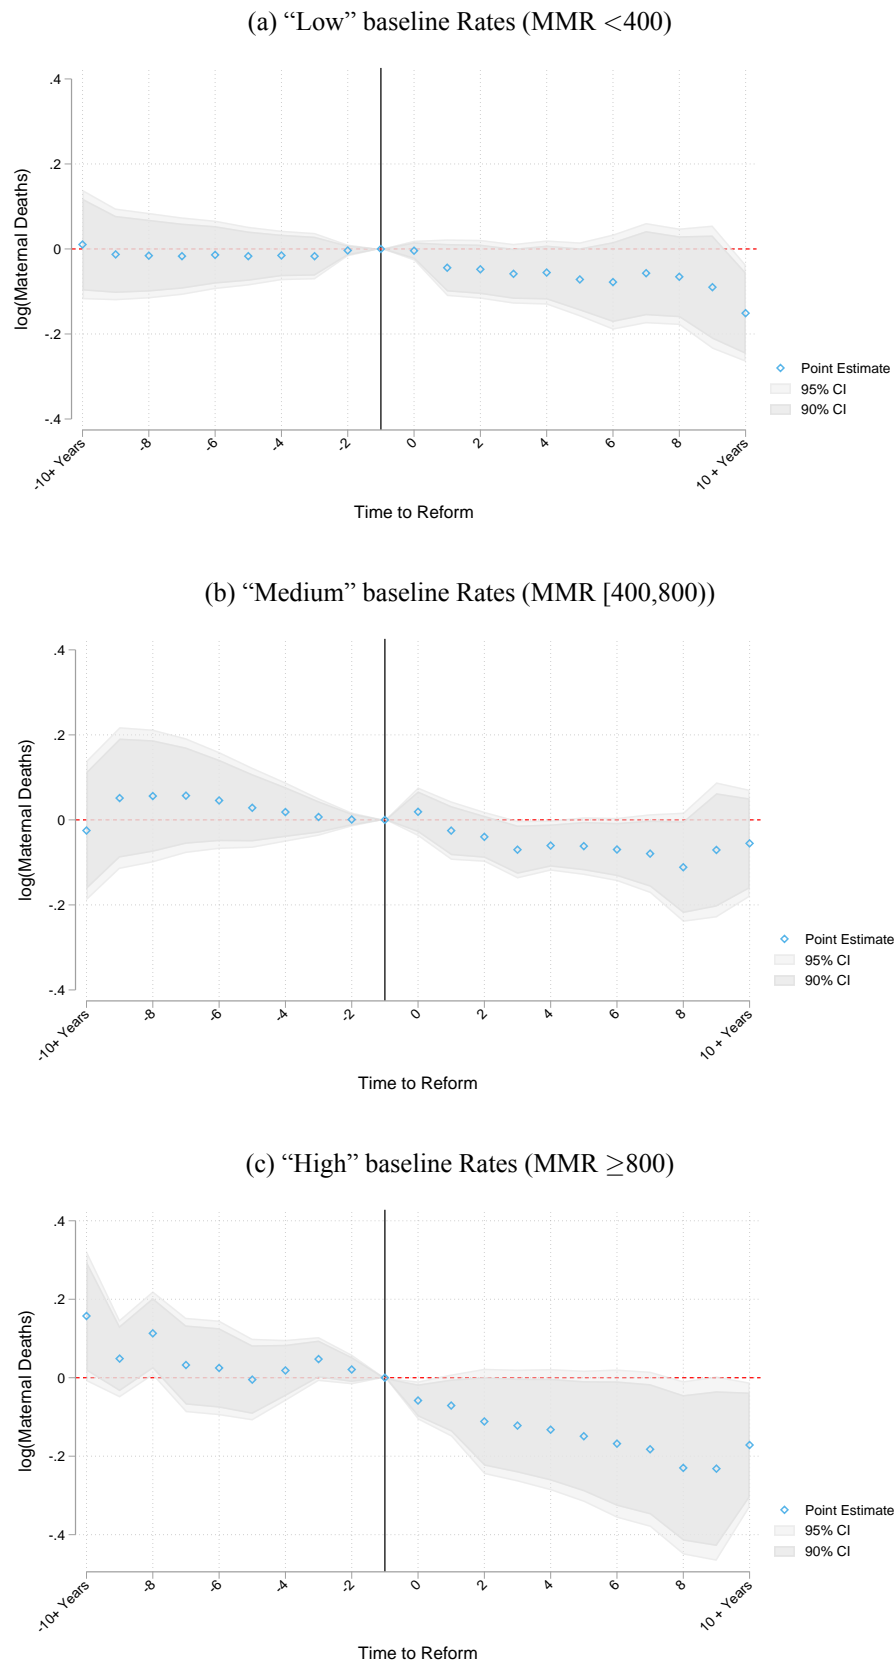 (a) “Low” baseline Rates (MMR <400)
.4
.2
0
-.2
-.4
log(Maternal Deaths)
-10+ Years
-8
-6
-4
-2
0
2
4
6
8
10 + Years
Time to Reform
Point Estimate
95% CI
90% CI
(b) “Medium” baseline Rates (MMR [400,800))
.4
.2
0
-.2
-.4
log(Maternal Deaths)
-10+ Years
-8
-6
-4
-2
0
2
4
6
8
10 + Years
Time to Reform
Point Estimate
95% CI
90% CI
(c) “High” baseline Rates (MMR ≥800)
.4
.2
0
-.2
-.4
log(Maternal Deaths)
-10+ Years
-8
-6
-4
-2
0
2
4
6
8
10 + Years
Time to Reform
Point Estimate
95% CI
90% CI